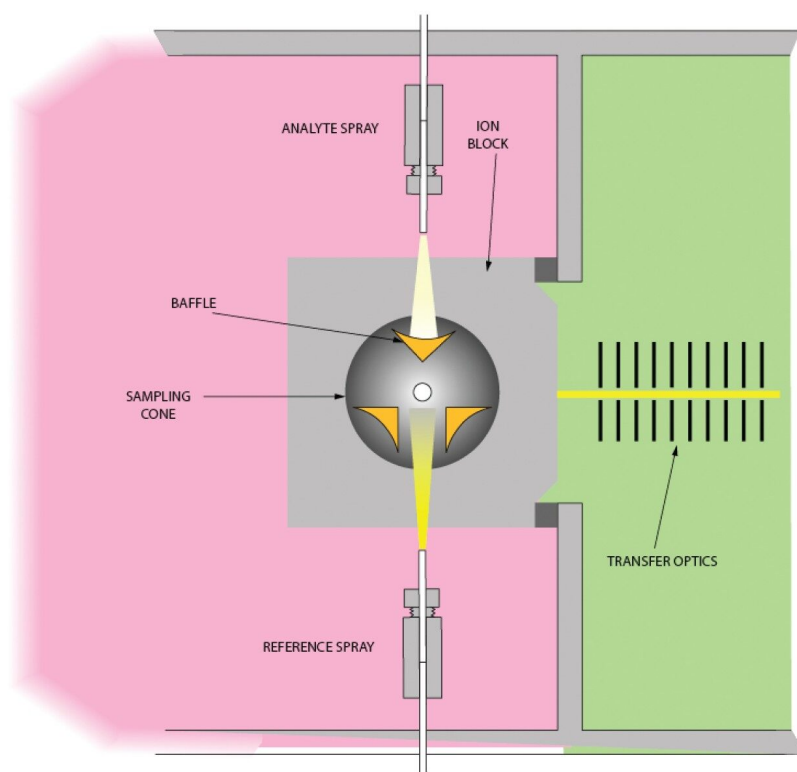 ANALYTE SPRAY
ION
BLOCK
BAFFLE
SAMPLING
CONE
TRANSFER OPTICS
REFERENCE SPRAY